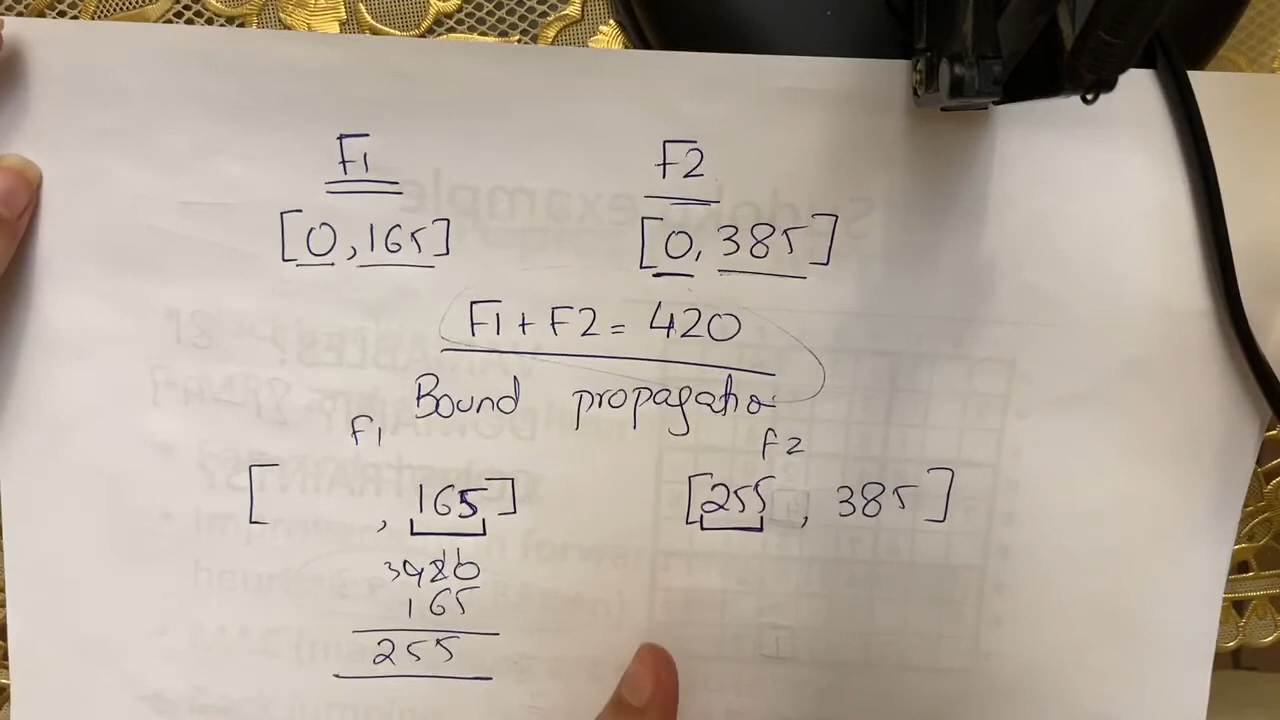 F1 F2
[0,165] [0,385]
F1 + F2 = 420
Bound propagatio
F1 F2
[ , 165] [255, 385]
3420
165
255